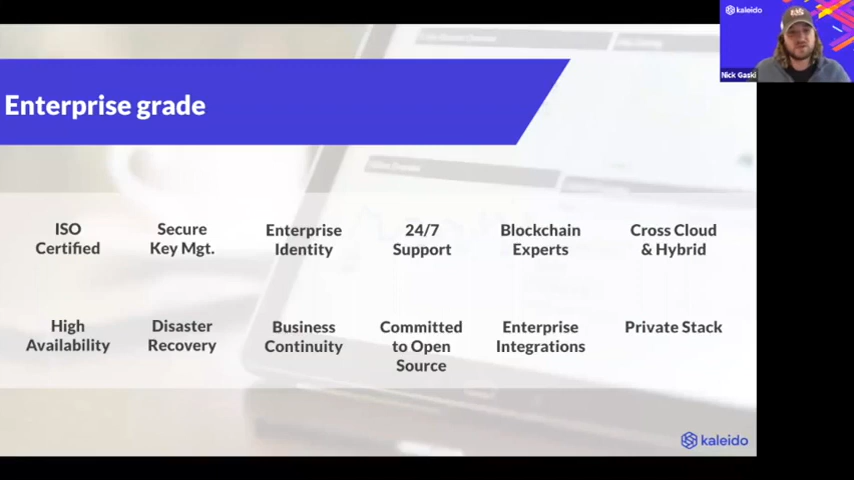 kaleido
Nick Gaski
Enterprise grade
ISO
Certified
Secure
Key Mgt.
Enterprise
Identity
24/7
Support
Blockchain
Experts
Cross Cloud
& Hybrid
High
Availability
Disaster
Recovery
Business
Continuity
Committed
to Open
Source
Enterprise
Integrations
Private Stack
kaleido